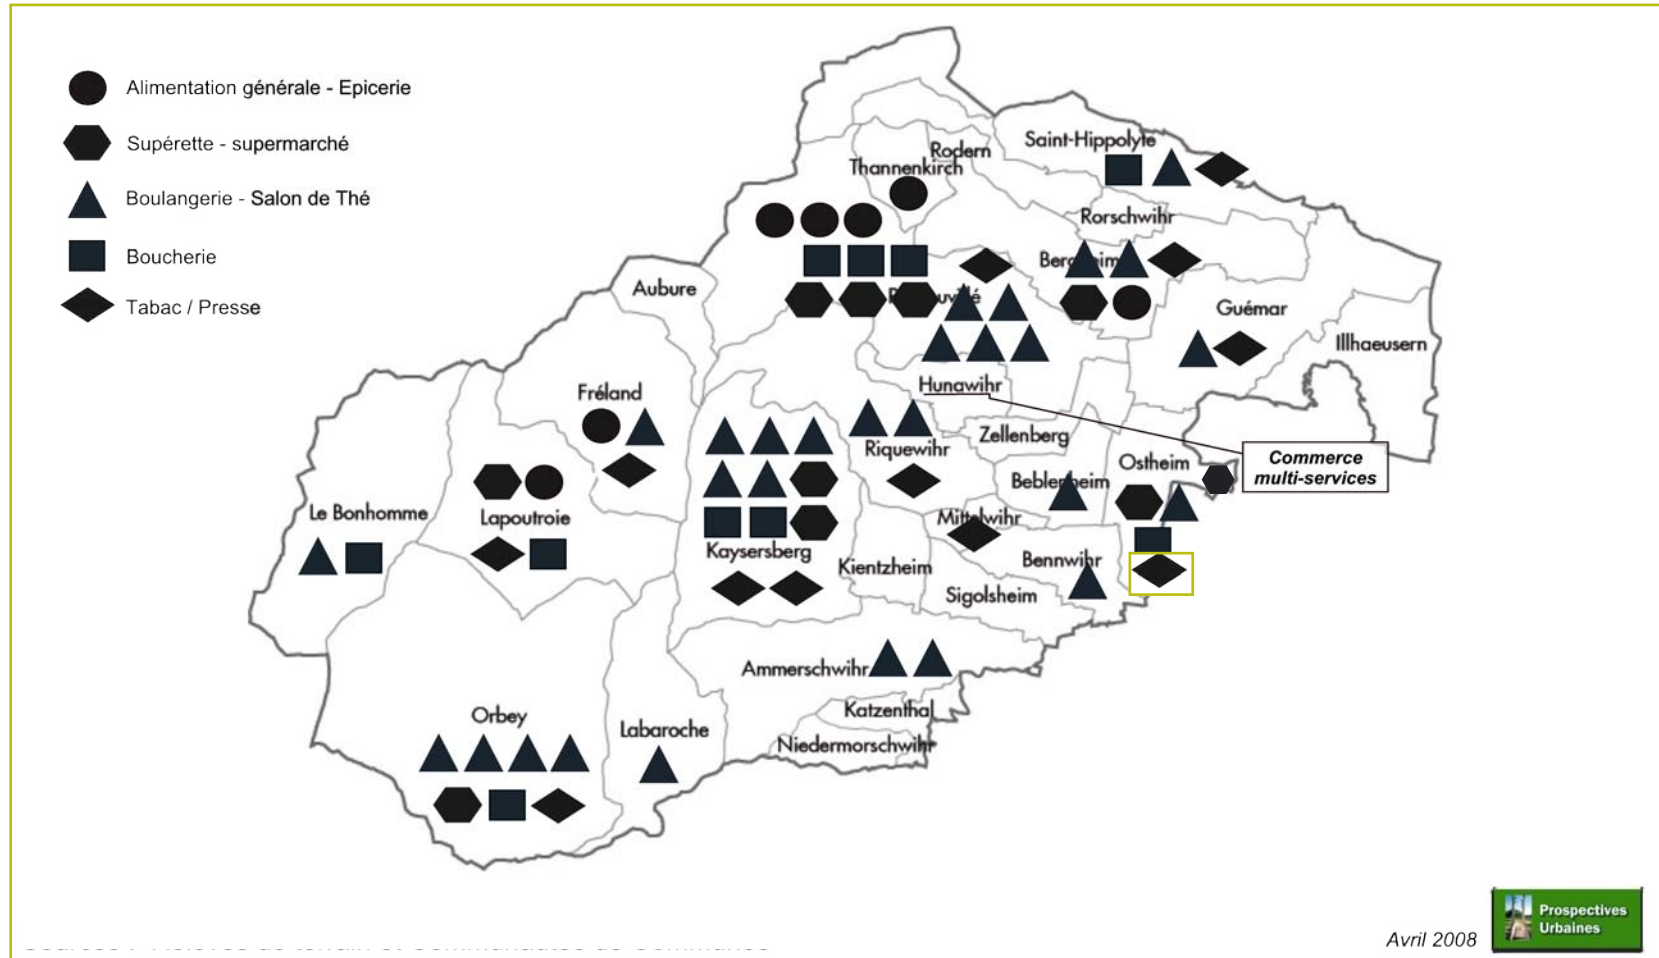 Alimentation générale - Epicerie
Supérette - supermarché
Boulangerie - Salon de Thé
Boucherie
Tabac / Presse
Saint-Hippolyte
Rodern
Thannenkirch
Rorschwihr
Aubure
Guémar
Illhaeusern
Hunawihr
Fréland
Zellenberg
Riquewihr
Commerce
multi-services
Ostheim
Le Bonhomme
Lapoutroie
Mittelwihr
Kaysersberg
Kientzheim
Bennwihr
Sigolsheim
Ammerschwihr
Katzenthal
Orbey
Labaroche
Niedermorschwihr
Prospectives
Urbaines
Avril 2008